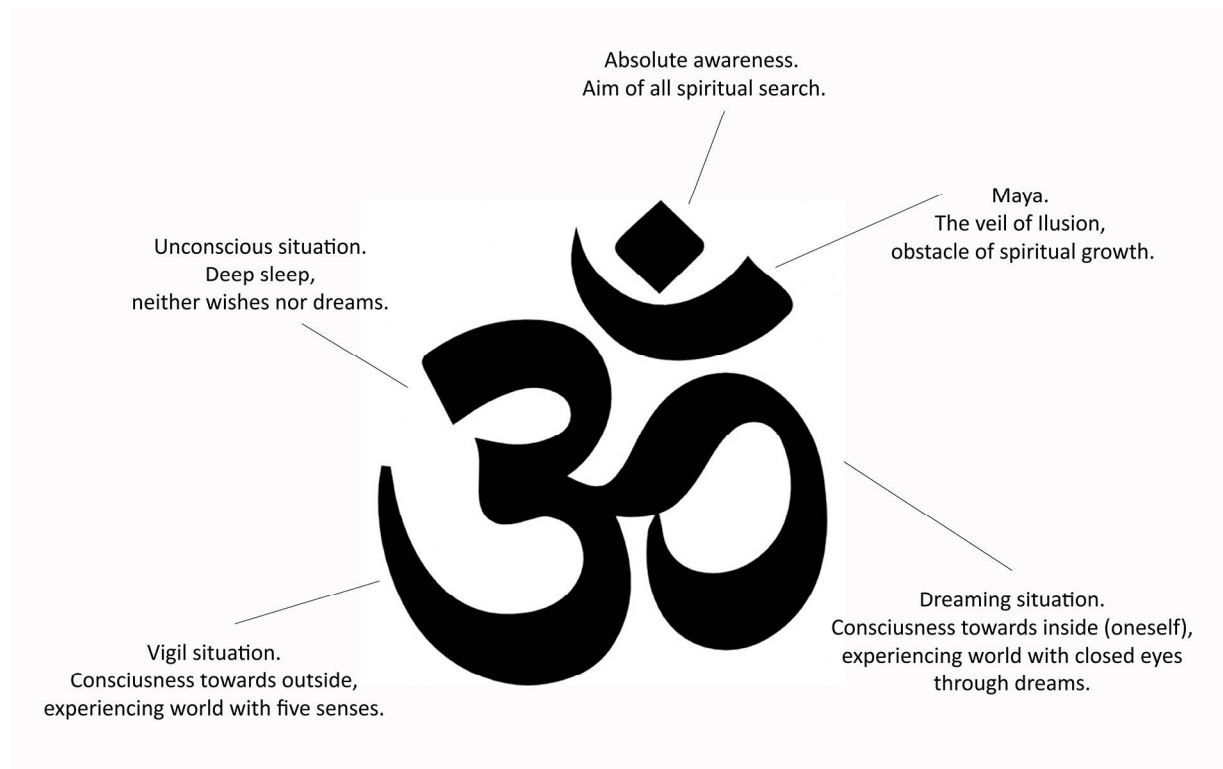 Absolute awareness.
Aim of all spiritual search.
Maya.
The veil of Ilusion,
obstacle of spiritual growth.
Unconscious situation.
Deep sleep,
neither wishes nor dreams.
Dreaming situation.
Consciusness towards inside (oneself),
experiencing world with closed eyes
through dreams.
Vigil situation.
Consciusness towards outside,
experiencing world with five senses.
ॐ